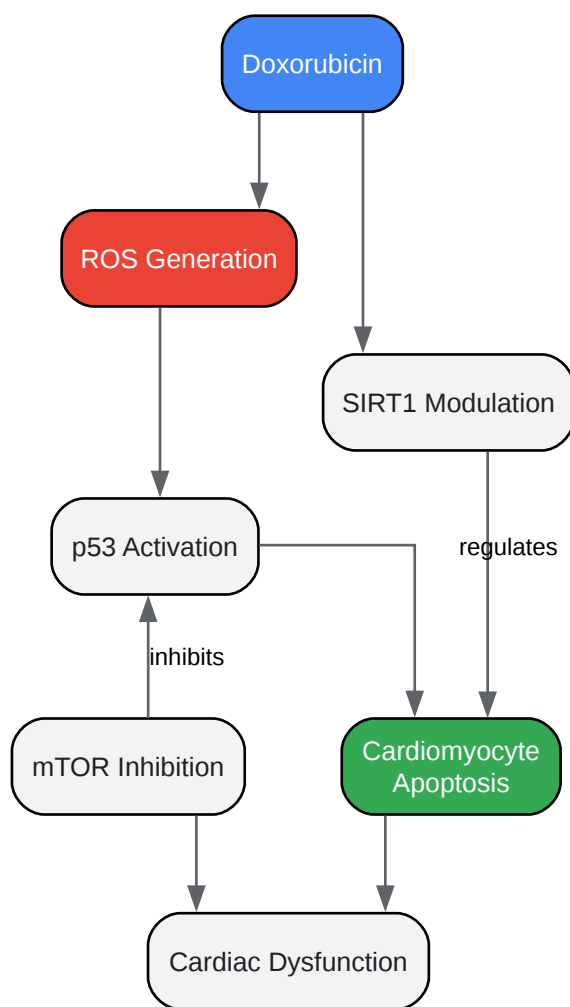 Doxorubicin
ROS Generation
SIRT1 Modulation
p53 Activation
regulates
inhibits
mTOR Inhibition
Cardiomyocyte
Apoptosis
Cardiac Dysfunction